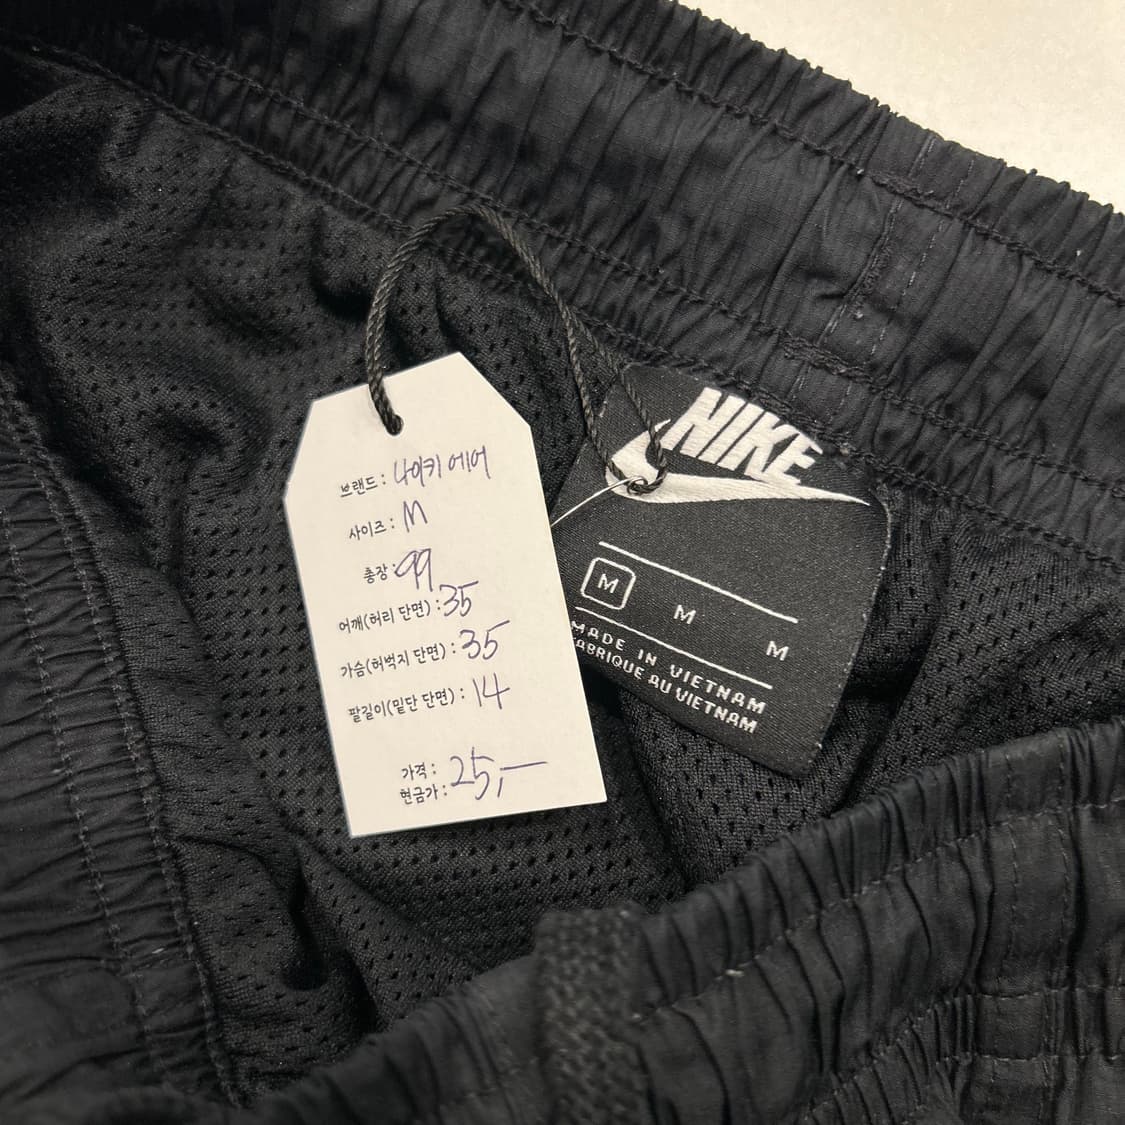 브랜드 : 나이키 에어
사이즈 : M
총장 : 99
어깨(허리 단면) : 35
가슴(허벅지 단면) : 35
팔길이(밑단 단면) : 14
가격 :
현금가 : 25,—
NIKE
M M M
MADE IN VIETNAM
FABRIQUE AU VIETNAM